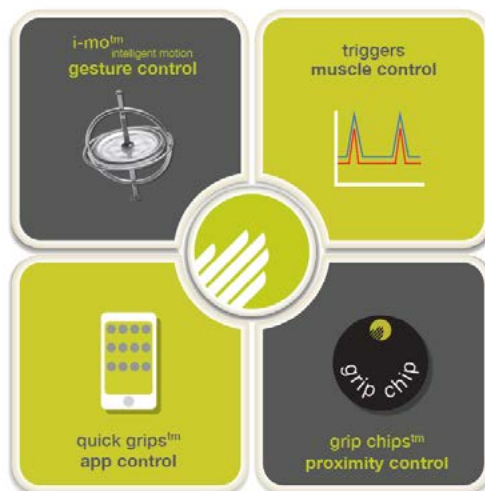 i-mo™
intelligent motion
gesture control
triggers
muscle control
quick grips™
app control
grip chip
grip chips™
proximity control